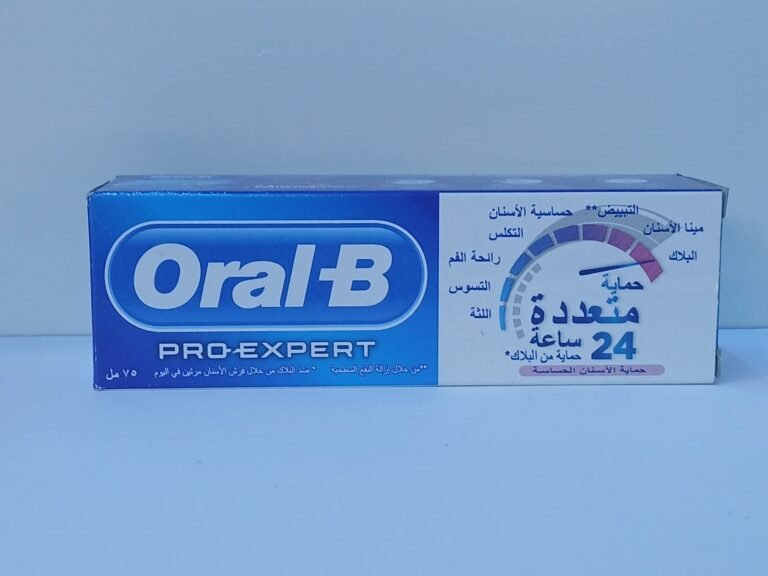 Oral-B
PRO-EXPERT
**من خلال إزالة البقع السطحية * ضد البلاك من خلال فرش الأسنان مرتين في اليوم
٧٥ مل
التبييض**
حساسية الأسنان
مينا الأسنان
التكلس
البلاك
رائحة الفم
التسوس
اللثة
حماية
متعددة
24 ساعة
حماية من البلاك*
حماية الأسنان الحساسة